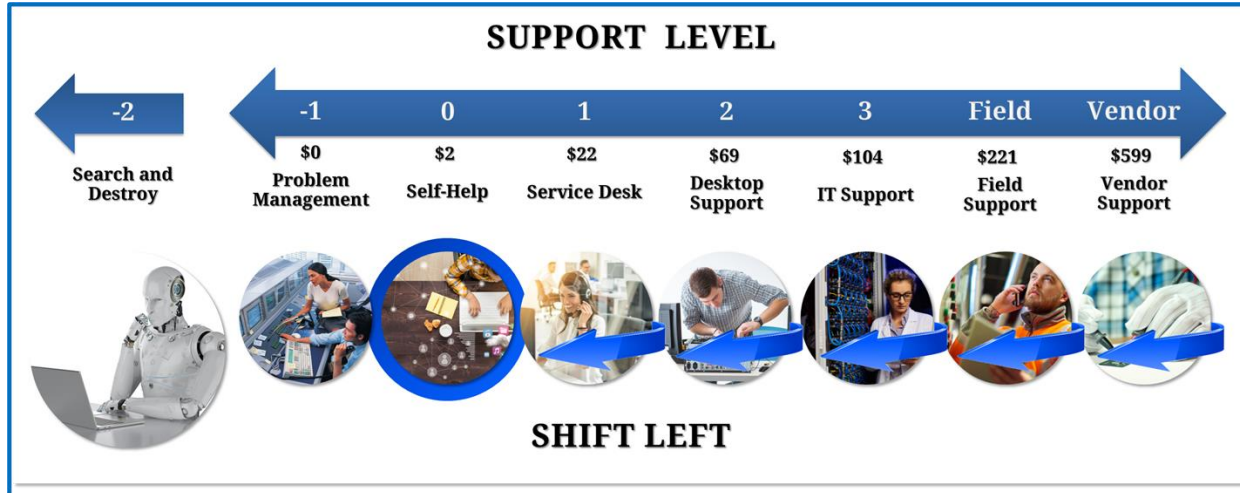 SUPPORT LEVEL
-2
-1
0
1
2
3
Field
Vendor
$0
$2
$22
$69
$104
$221
$599
Search and
Destroy
Problem
Management
Self-Help
Service Desk
Desktop
Support
IT Support
Field
Support
Vendor
Support
SHIFT LEFT